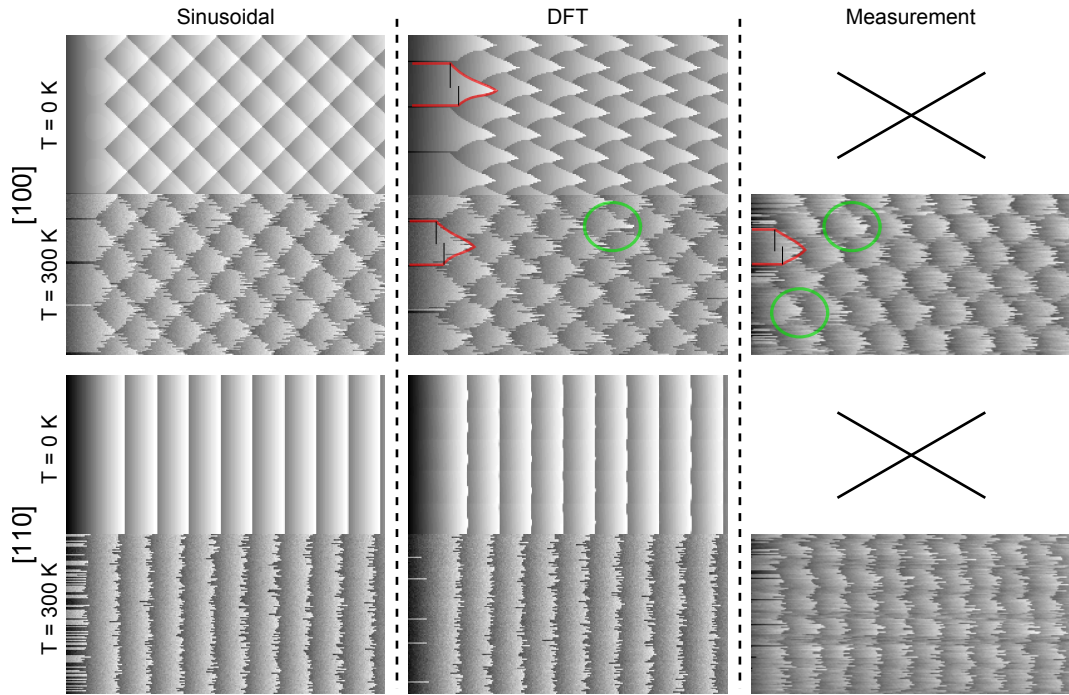 Sinusoidal DFT Measurement
[100]
T = 0 K
T = 300 K
[110]
T = 0 K
T = 300 K